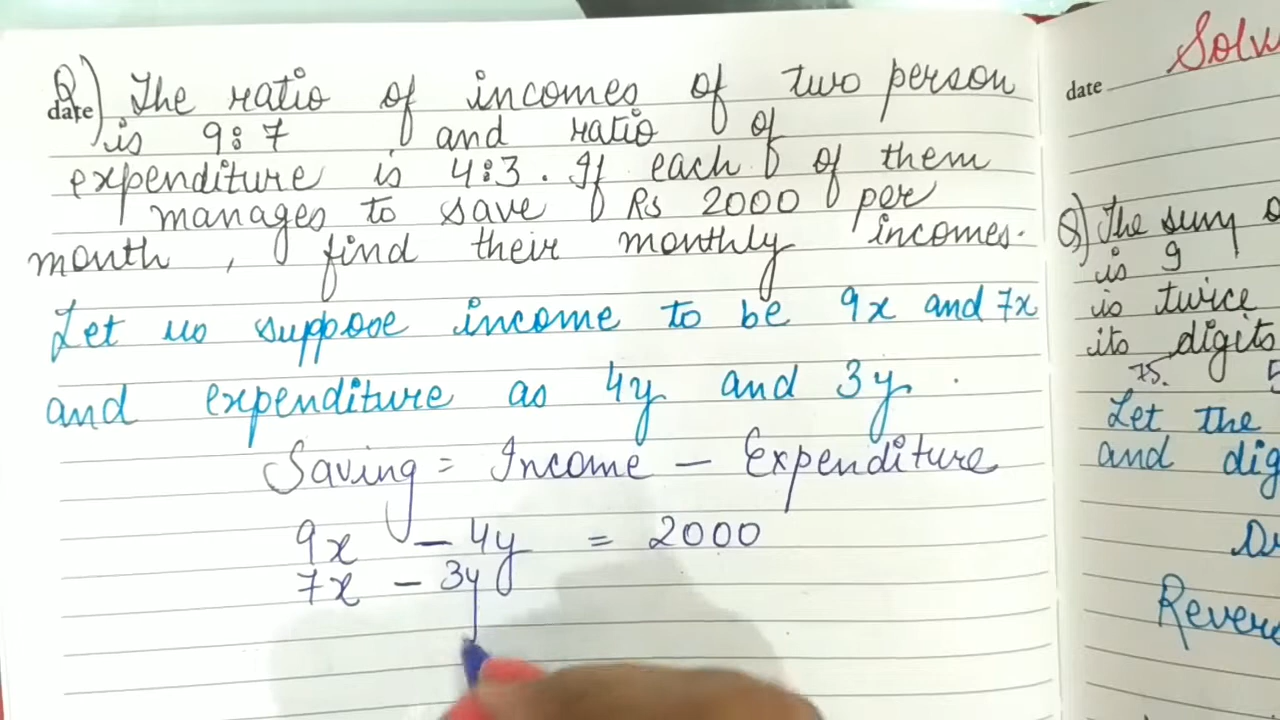 date
Q) The ratio of incomes of two person
is 9:7 and ratio of
expenditure is 4:3. If each of them
manages to save Rs 2000 per
month, find their monthly incomes.
Let us suppose income to be 9x and 7x
and expenditure as 4y and 3y.
Saving = Income - Expenditure
9x - 4y = 2000
7x - 3y
date
Q) The sum
is 9
is twice
its digits
75.
Let the
and